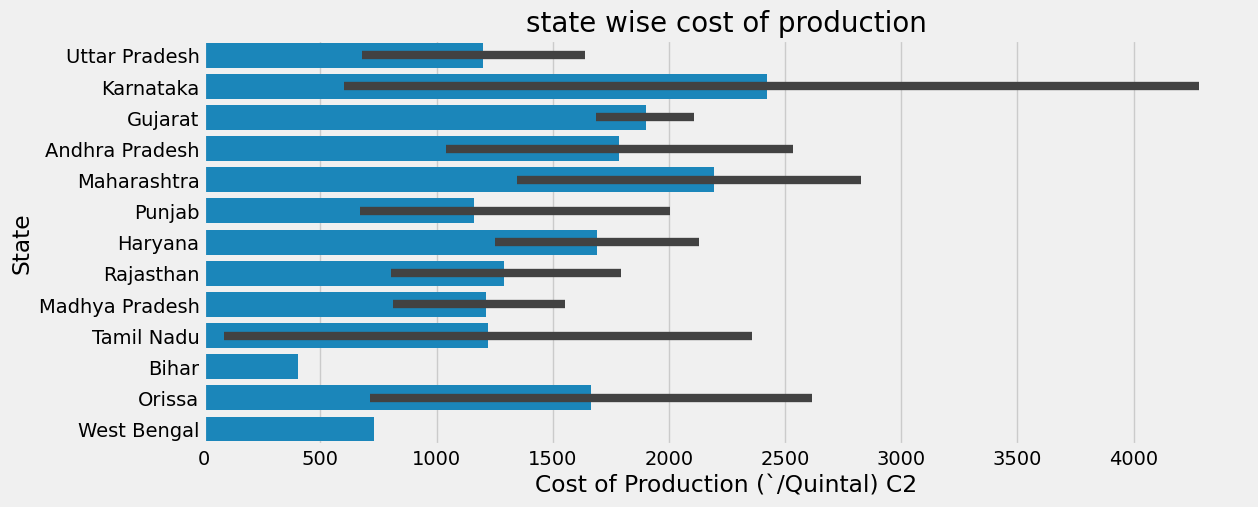 state wise cost of production
State
Uttar Pradesh
Karnataka
Gujarat
Andhra Pradesh
Maharashtra
Punjab
Haryana
Rajasthan
Madhya Pradesh
Tamil Nadu
Bihar
Orissa
West Bengal
0 500 1000 1500 2000 2500 3000 3500 4000
Cost of Production (`/Quintal) C2